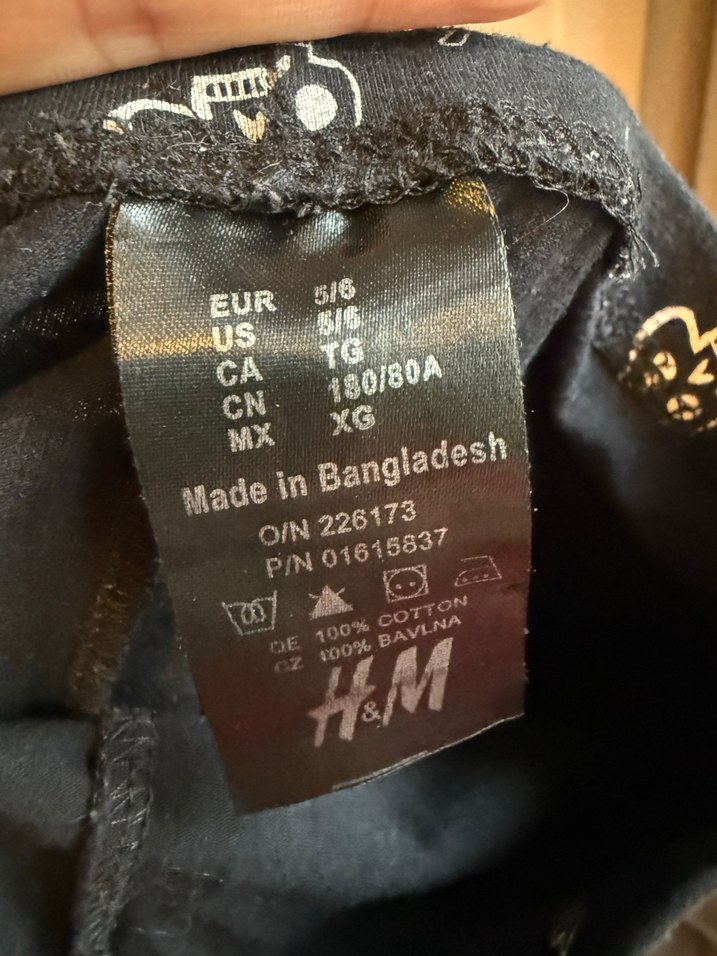 EUR 5/6
US 5/6
CA TG
CN 180/80A
MX XG
Made in Bangladesh
O/N 226173
P/N 01615837
DE 100% COTTON
CZ 100% BAVLNA
H&M